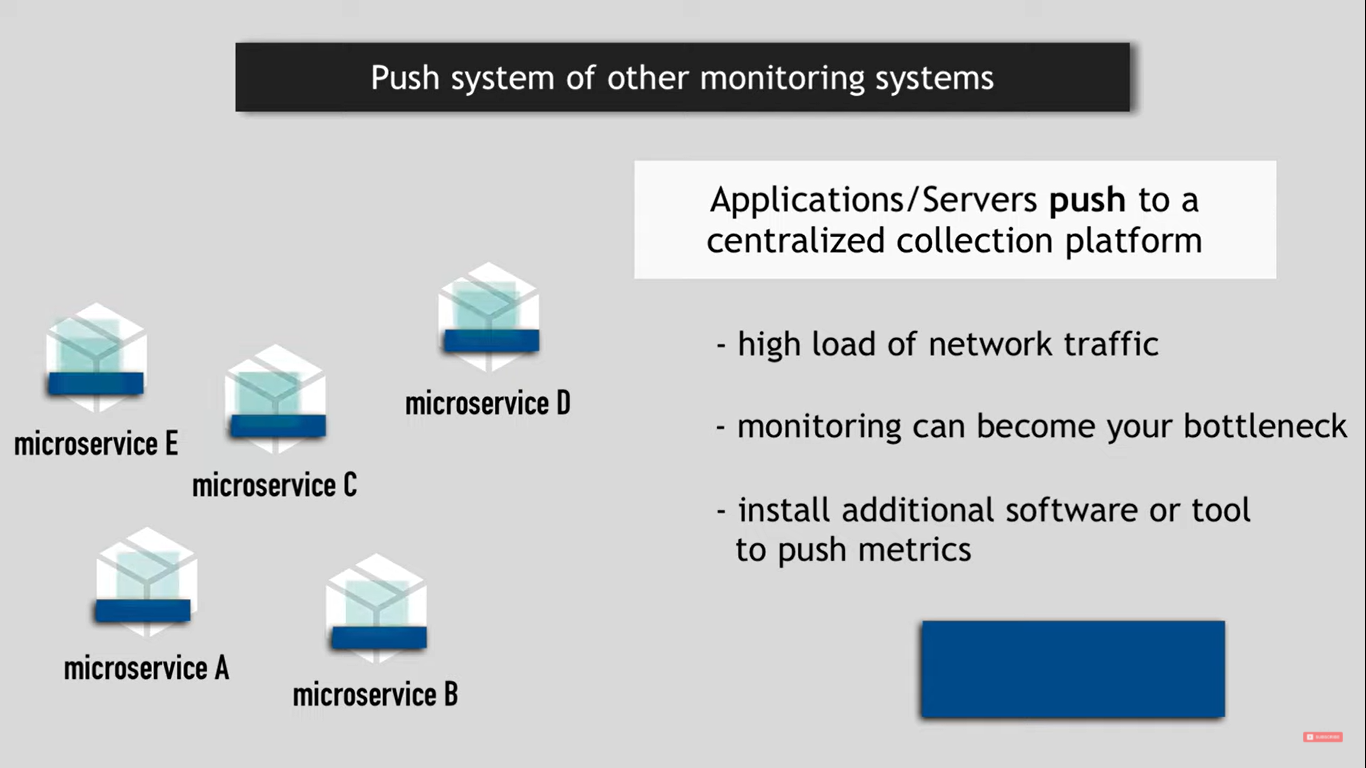 Push system of other monitoring systems
Applications/Servers push to a
centralized collection platform
- high load of network traffic
- monitoring can become your bottleneck
- install additional software or tool
to push metrics
microservice D
microservice E
microservice C
microservice A
microservice B
SUBSCRIBE